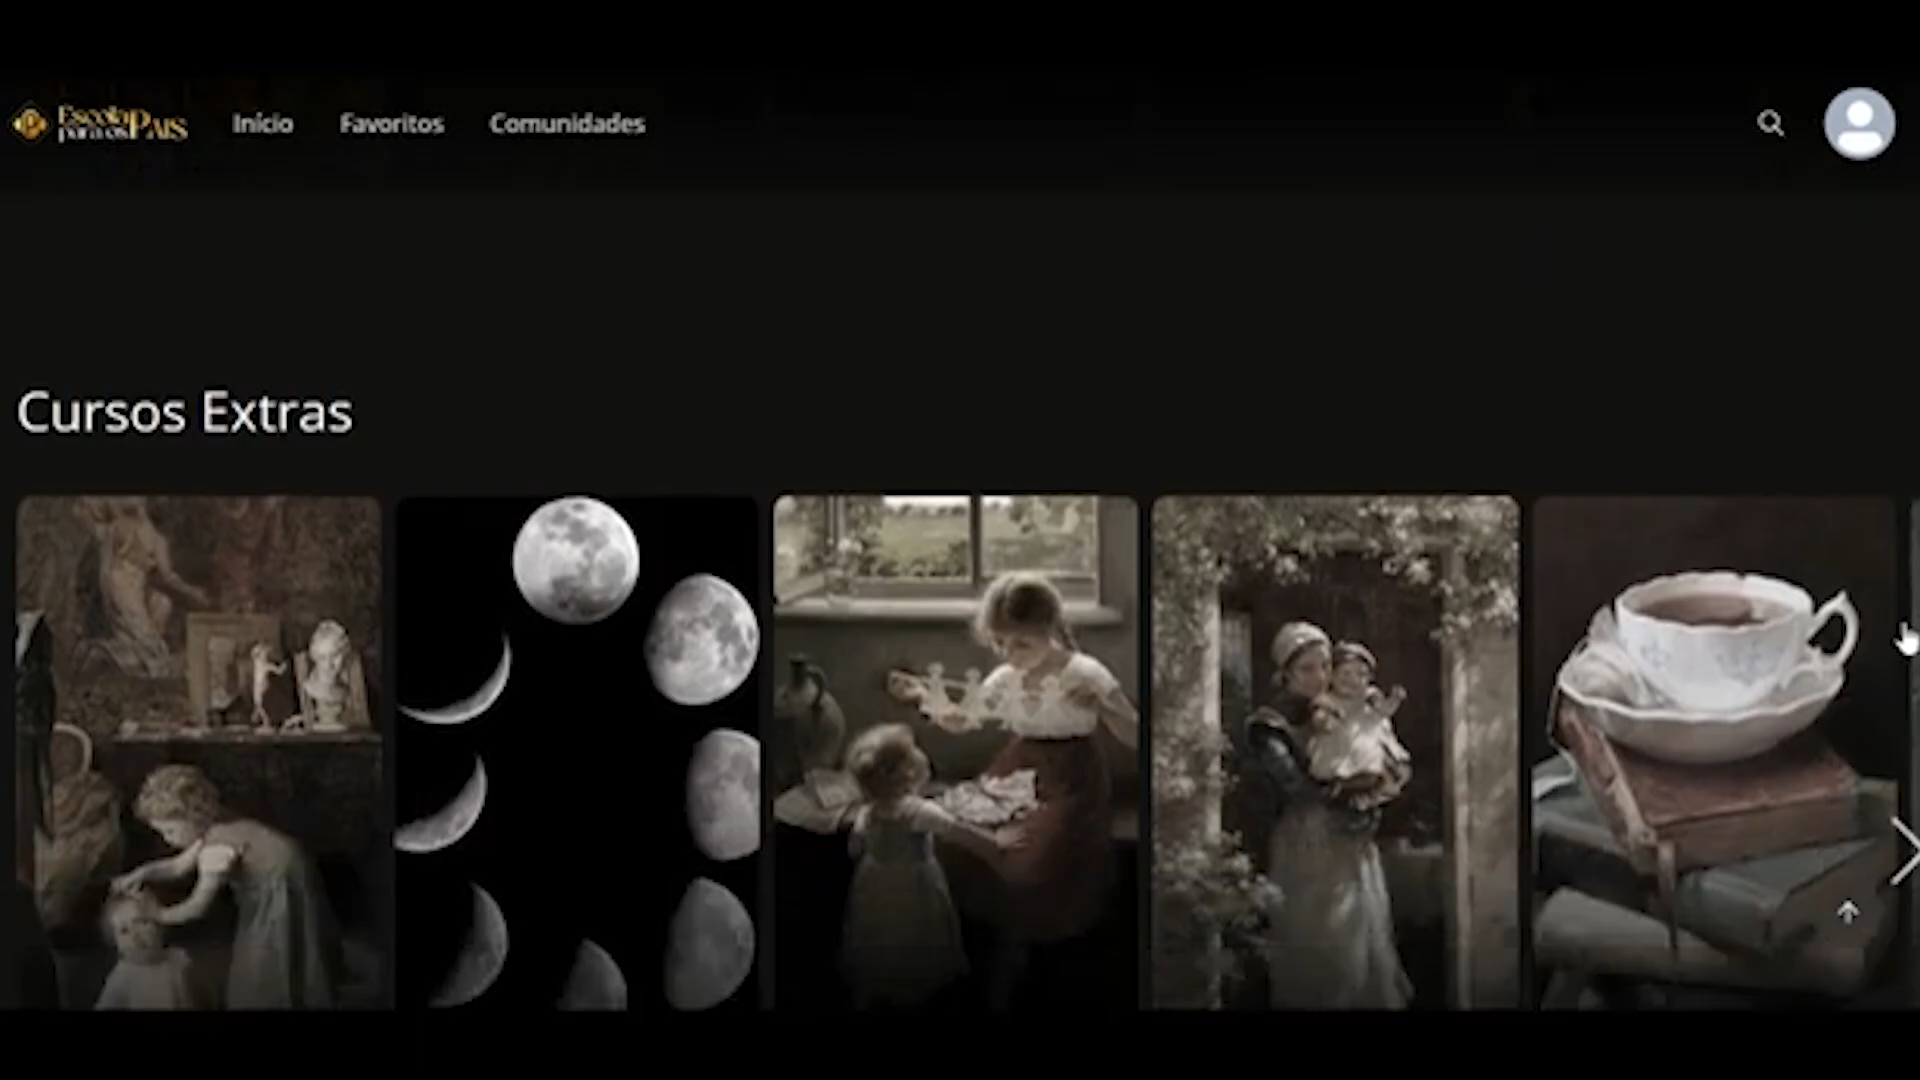 Escola
para os PAIS
Início
Favoritos
Comunidades
Cursos Extras